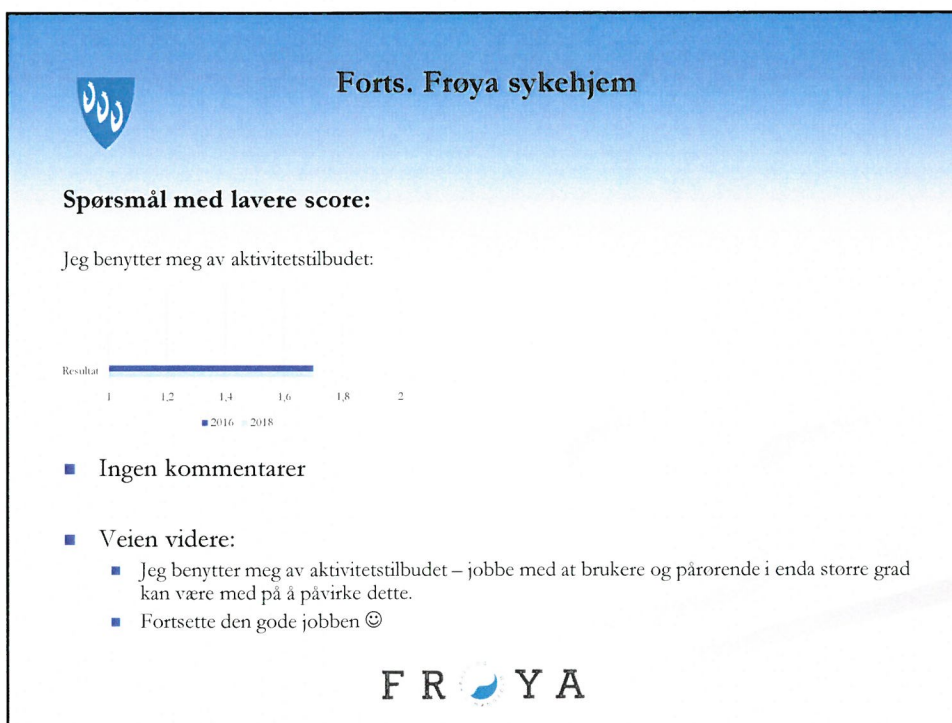 Forts. Frøya sykehjem
Spørsmål med lavere score:
Jeg benytter meg av aktivitetstilbudet:
Resultat
1 1,2 1,4 1,6 1,8 2
2016 2018
Ingen kommentarer
Veien videre:
Jeg benytter meg av aktivitetstilbudet – jobbe med at brukere og pårørende i enda større grad
kan være med på å påvirke dette.
Fortsette den gode jobben ☺
FRØYA